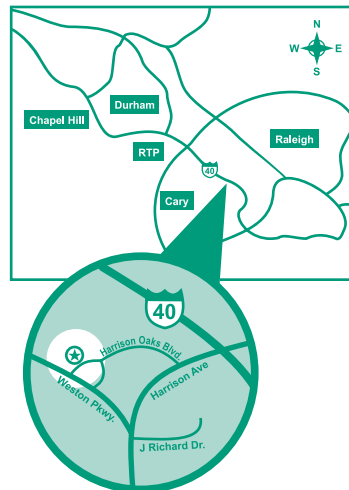 N
W E
S
Durham
Chapel Hill
Raleigh
RTP
40
Cary
40
Harrison Oaks Blvd.
Harrison Ave
Weston Pkwy.
J Richard Dr.